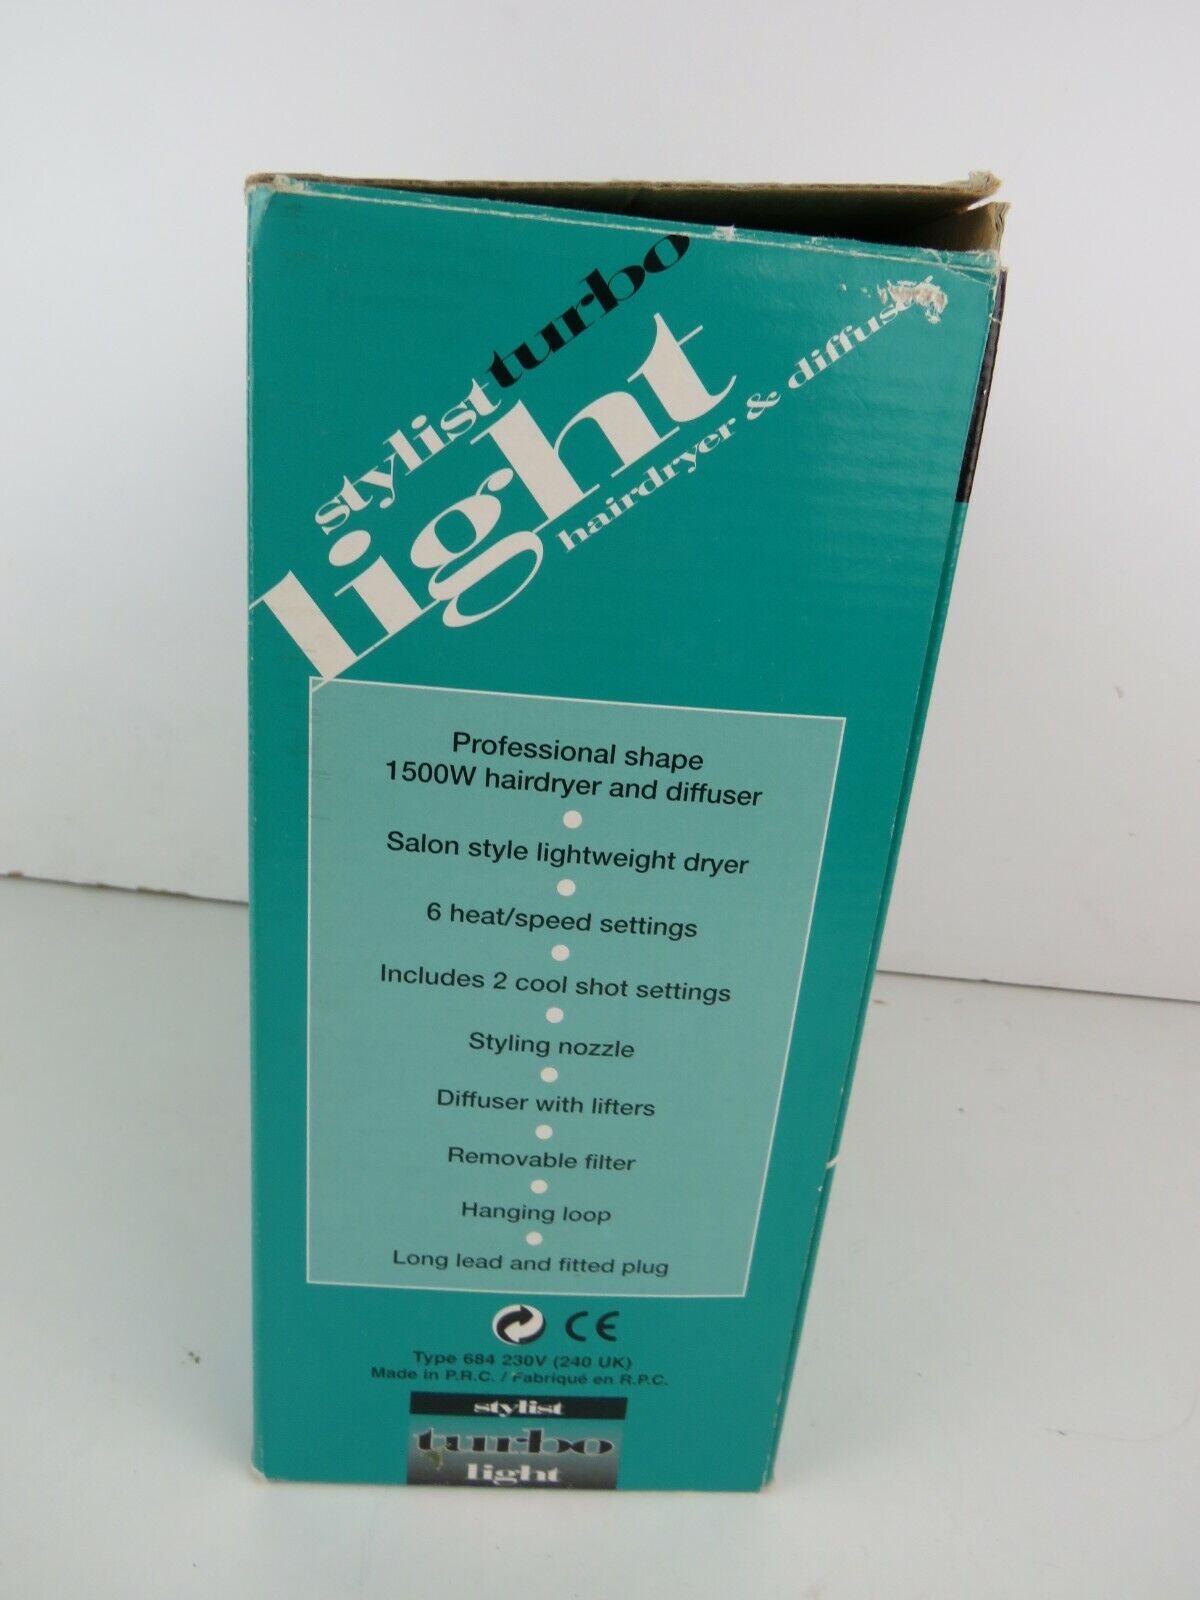 stylist turbo
light
hairdryer & diffuser
Professional shape
1500W hairdryer and diffuser
Salon style lightweight dryer
6 heat/speed settings
Includes 2 cool shot settings
Styling nozzle
Diffuser with lifters
Removable filter
Hanging loop
Long lead and fitted plug
CE
Type 684 230V (240 UK)
Made in P.R.C. / Fabriqué en R.P.C.
stylist
turbo
light